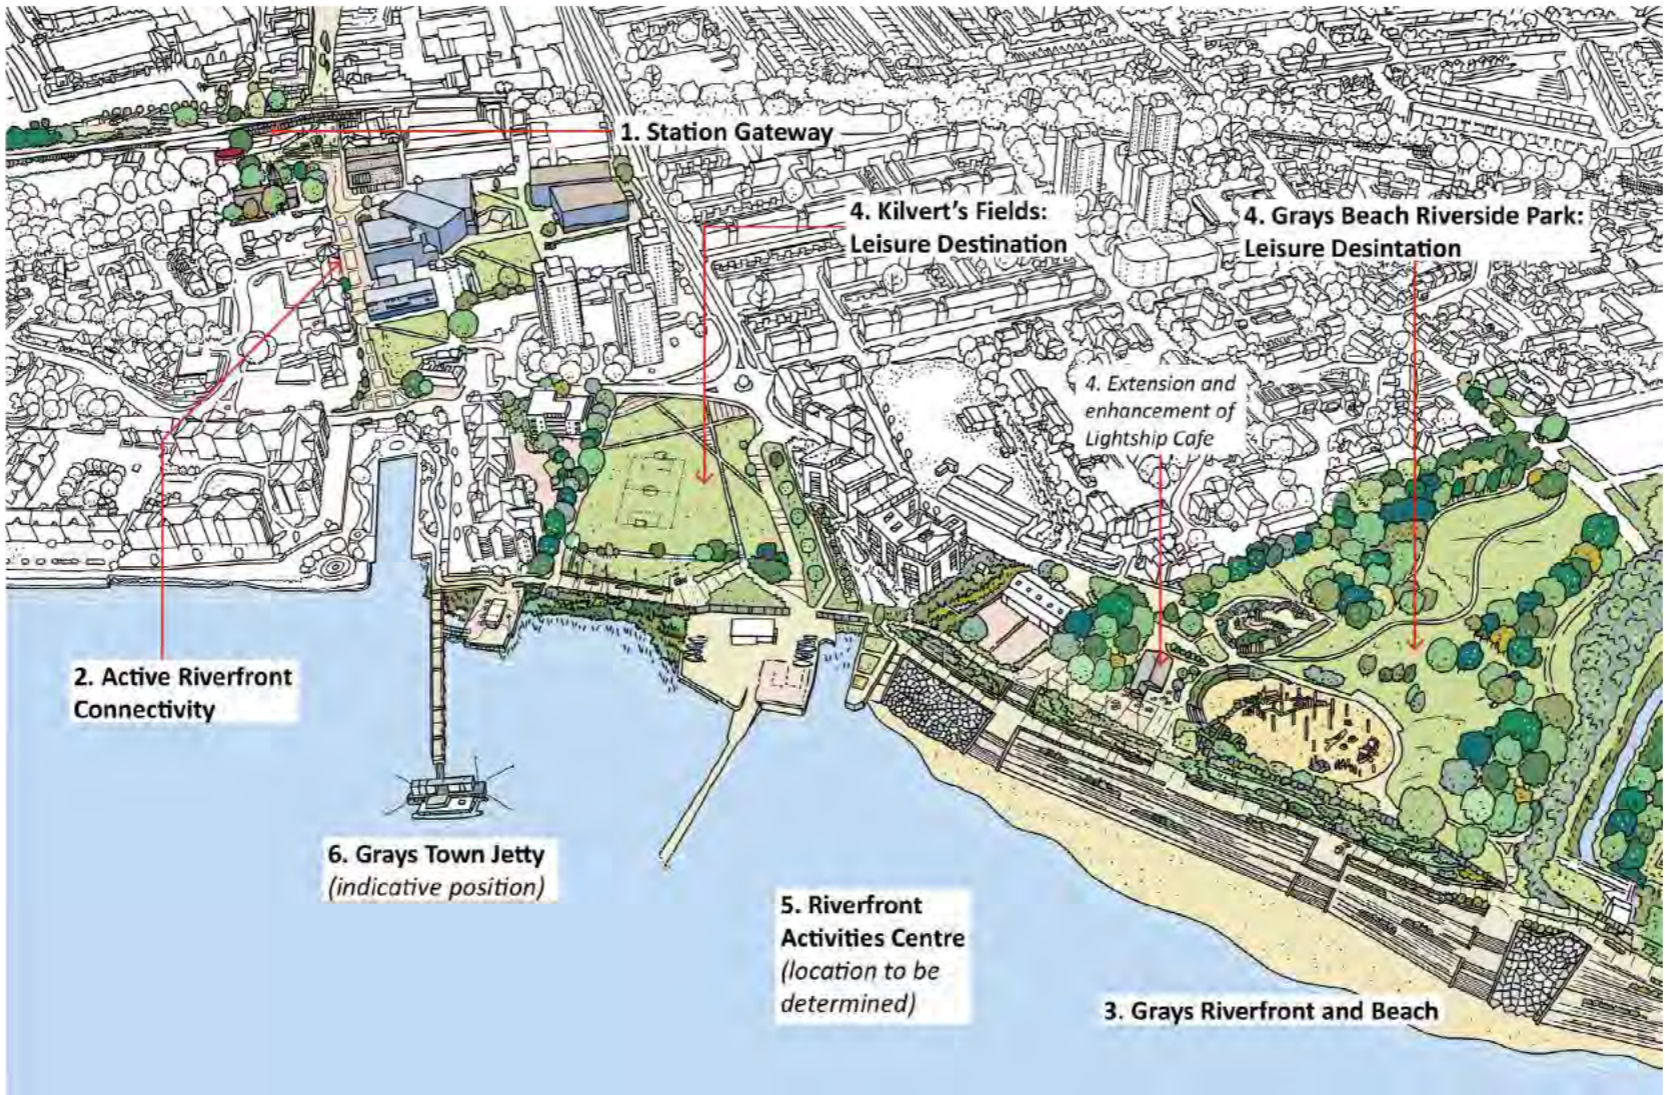 1. Station Gateway
4. Kilvert's Fields:
Leisure Destination
4. Grays Beach Riverside Park:
Leisure Desintation
4. Extension and
enhancement of
Lightship Cafe
2. Active Riverfront
Connectivity
6. Grays Town Jetty
(indicative position)
5. Riverfront
Activities Centre
(location to be
determined)
3. Grays Riverfront and Beach